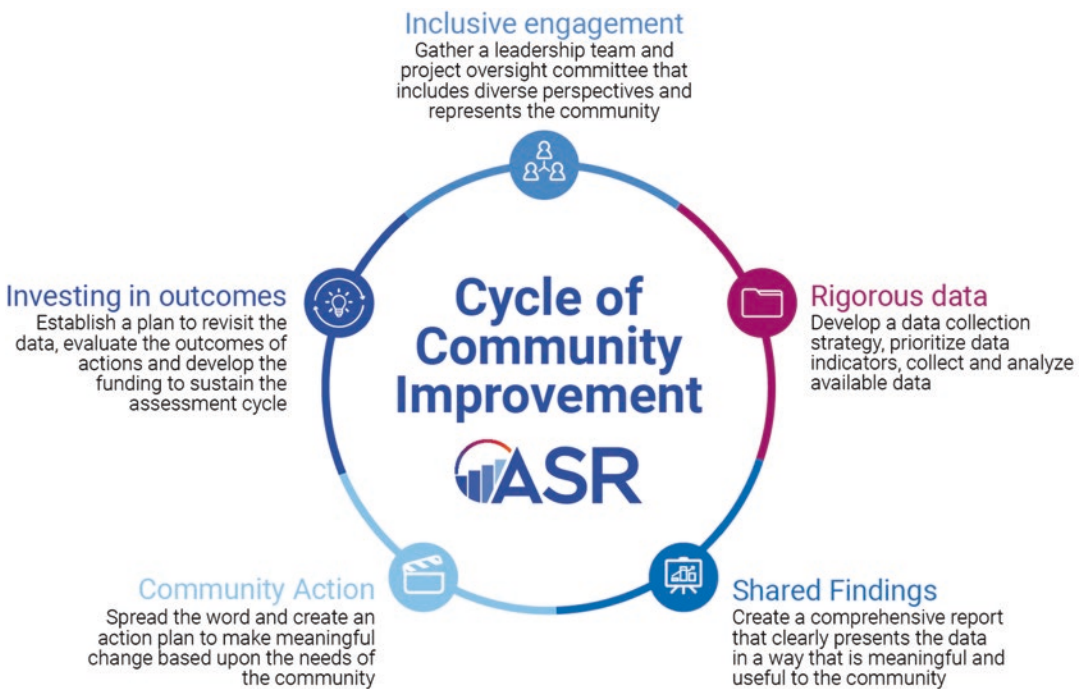 Inclusive engagement
Gather a leadership team and
project oversight committee that
includes diverse perspectives and
represents the community
Rigorous data
Develop a data collection
strategy, prioritize data
indicators, collect and analyze
available data
Shared Findings
Create a comprehensive report
that clearly presents the data
in a way that is meaningful and
useful to the community
Community Action
Spread the word and create an
action plan to make meaningful
change based upon the needs of
the community
Investing in outcomes
Establish a plan to revisit the
data, evaluate the outcomes of
actions and develop the
funding to sustain the
assessment cycle
Cycle of
Community
Improvement
ASR